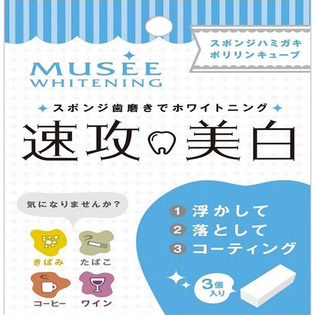 スポンジハミガキ
ポリリンキューブ
MUSÉE
WHITENING
スポンジ歯磨きでホワイトニング
速攻美白
気になりませんか?
きばみ
たばこ
コーヒー
ワイン
1 浮かして
2 落として
3 コーティング
3個
入り